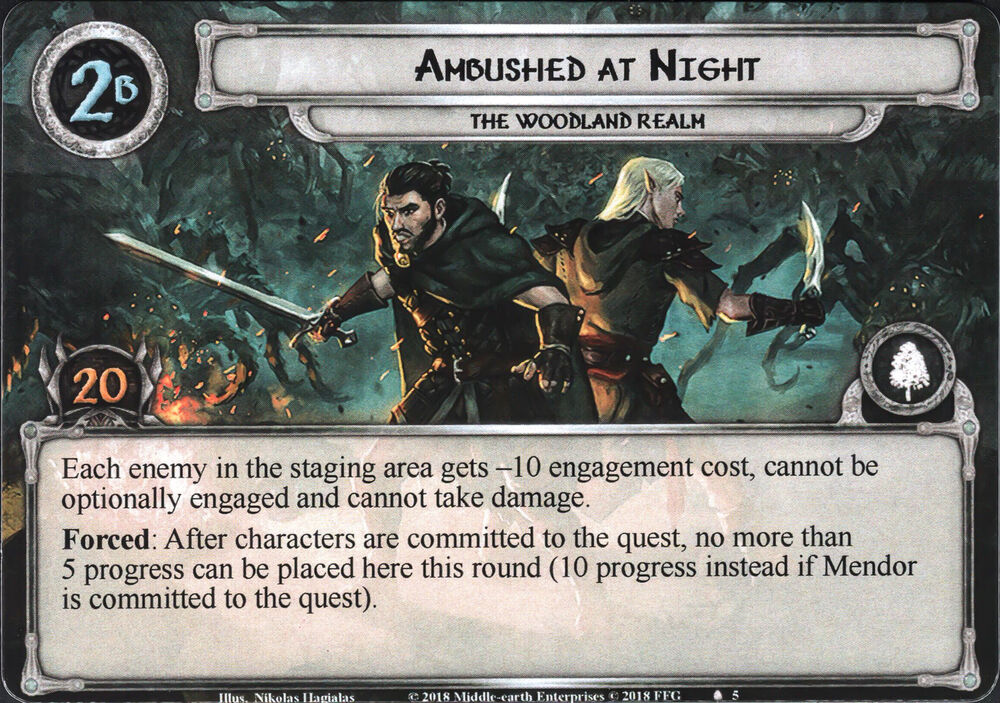 2B
AMBUSHED AT NIGHT
THE WOODLAND REALM
20
Each enemy in the staging area gets –10 engagement cost, cannot be
optionally engaged and cannot take damage.
Forced: After characters are committed to the quest, no more than
5 progress can be placed here this round (10 progress instead if Mendor
is committed to the quest).
Illus. Nikolas Hagialas © 2018 Middle-earth Enterprises © 2018 FFG 5